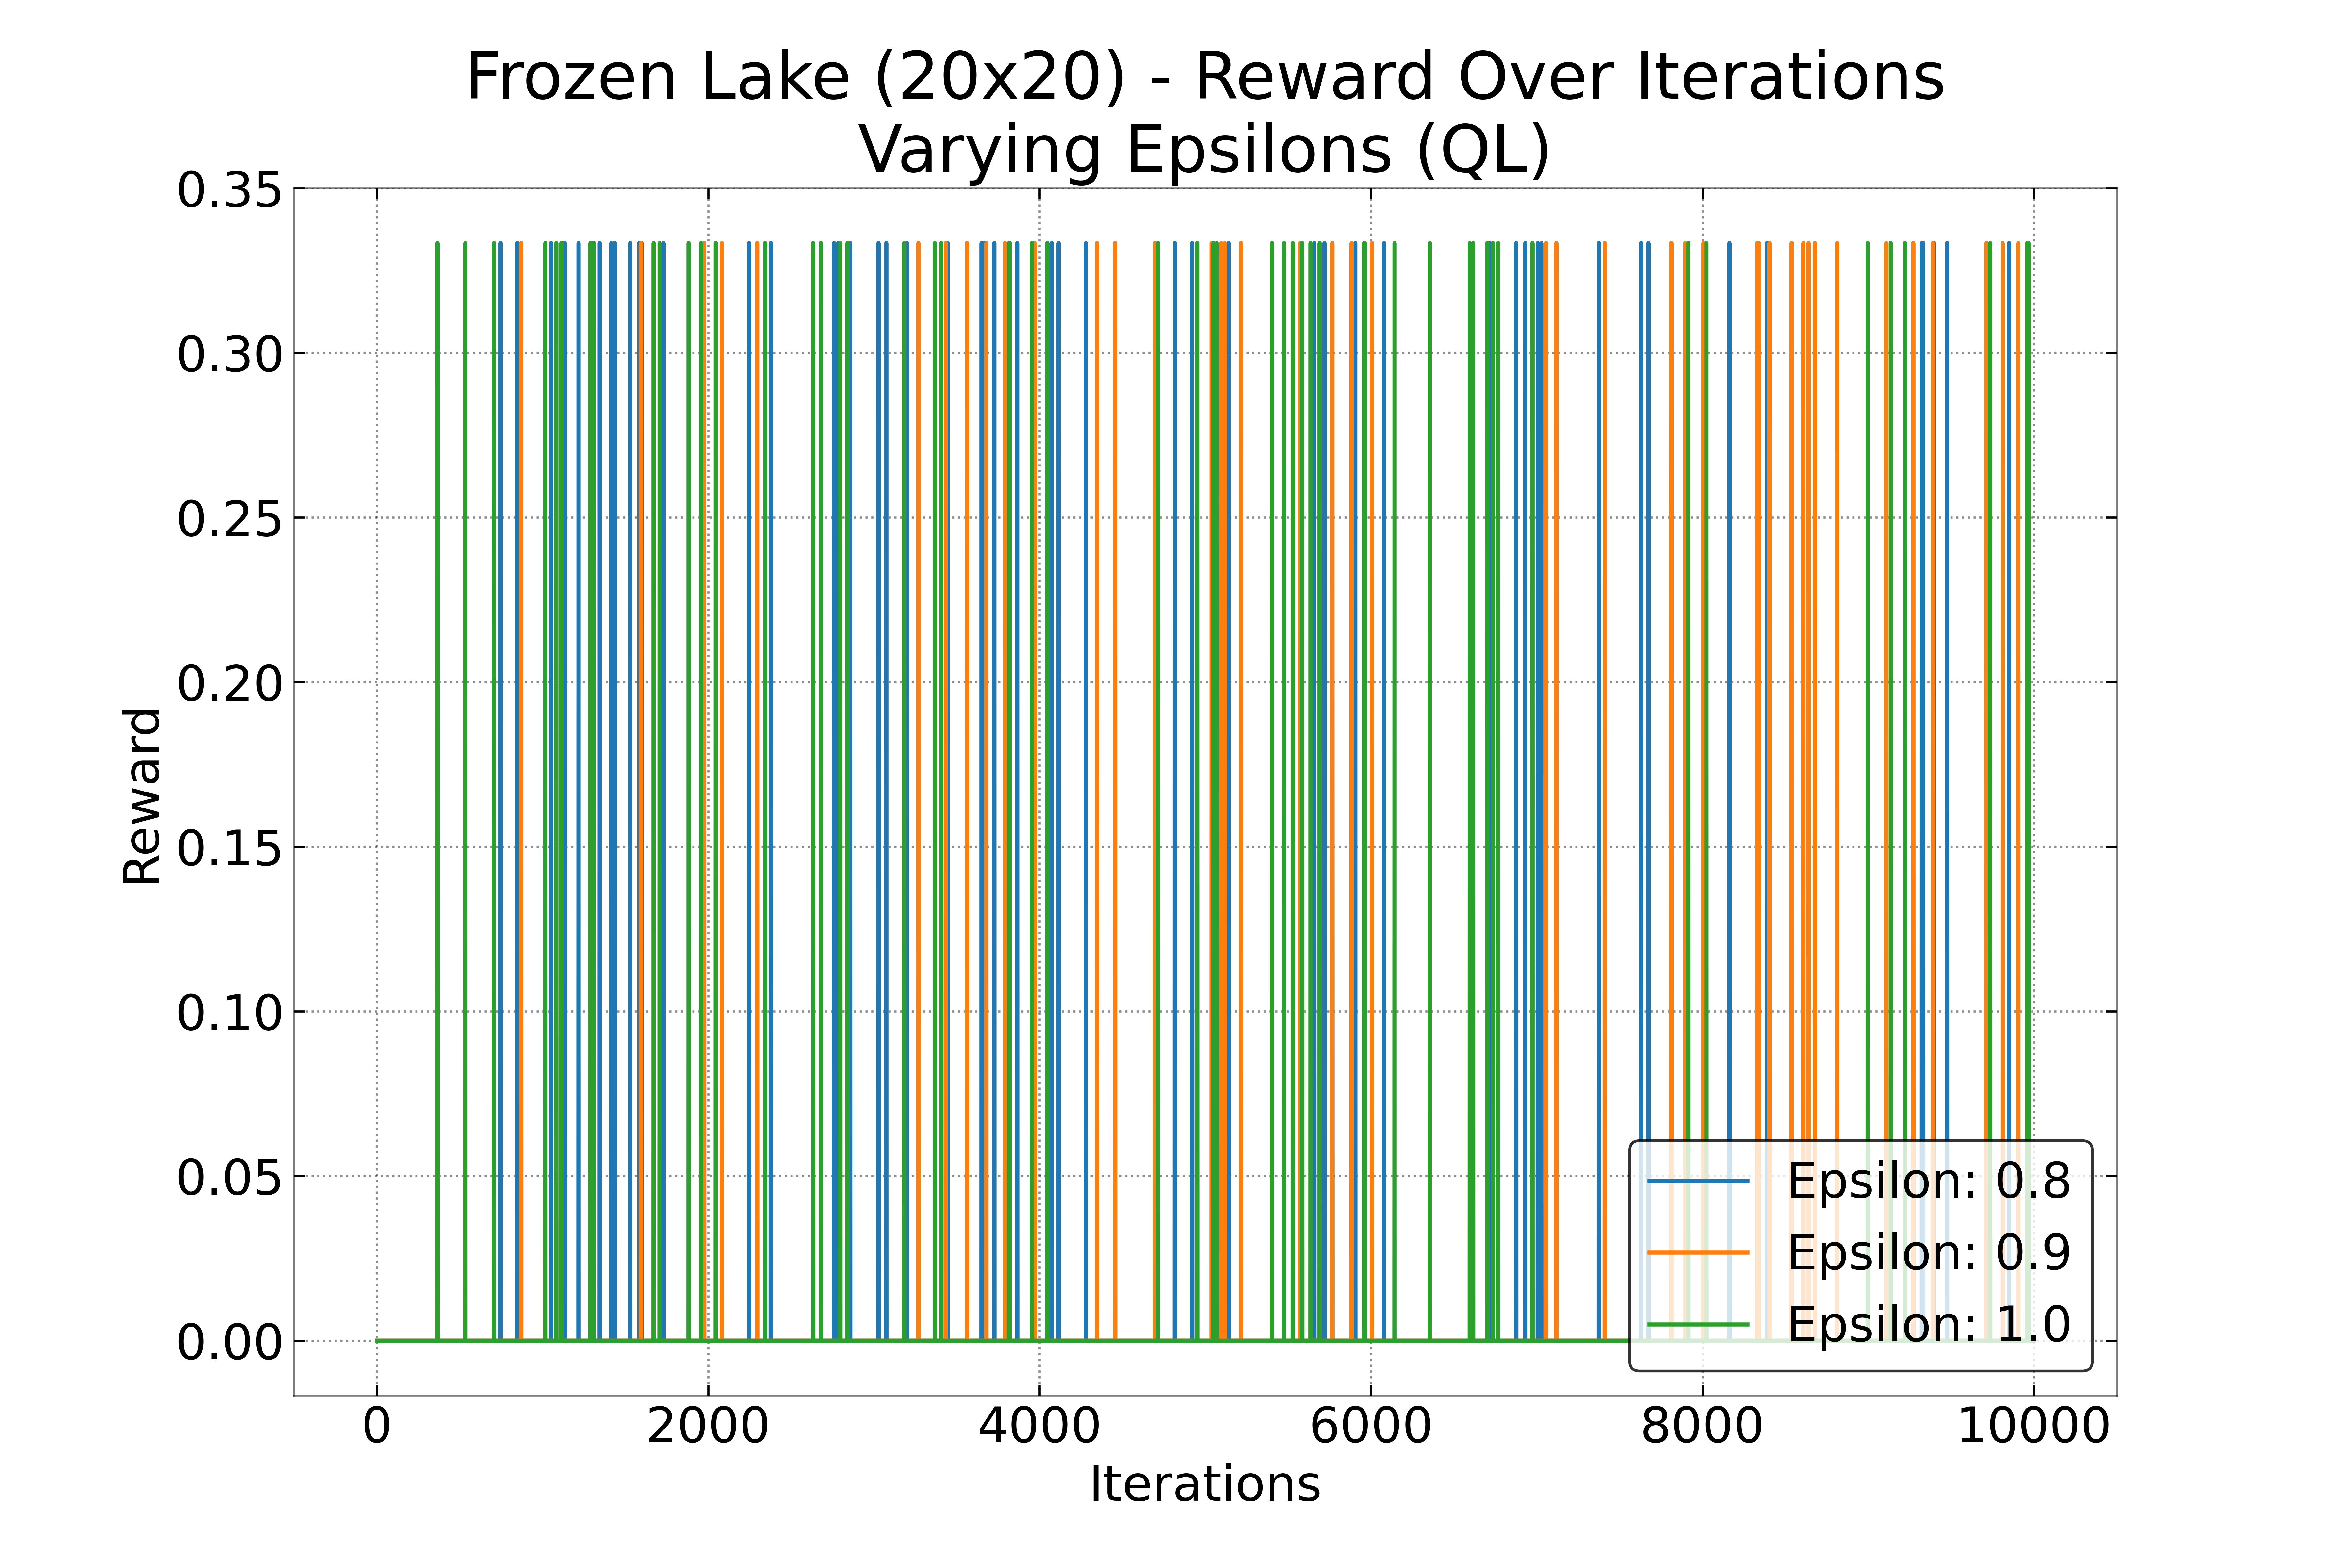 Frozen Lake (20x20) - Reward Over Iterations
Varying Epsilons (QL)
0.35
0.30
0.25
0.20
0.15
0.10
0.05
0.00
Reward
Epsilon: 0.8
Epsilon: 0.9
Epsilon: 1.0
0 2000 4000 6000 8000 10000
Iterations